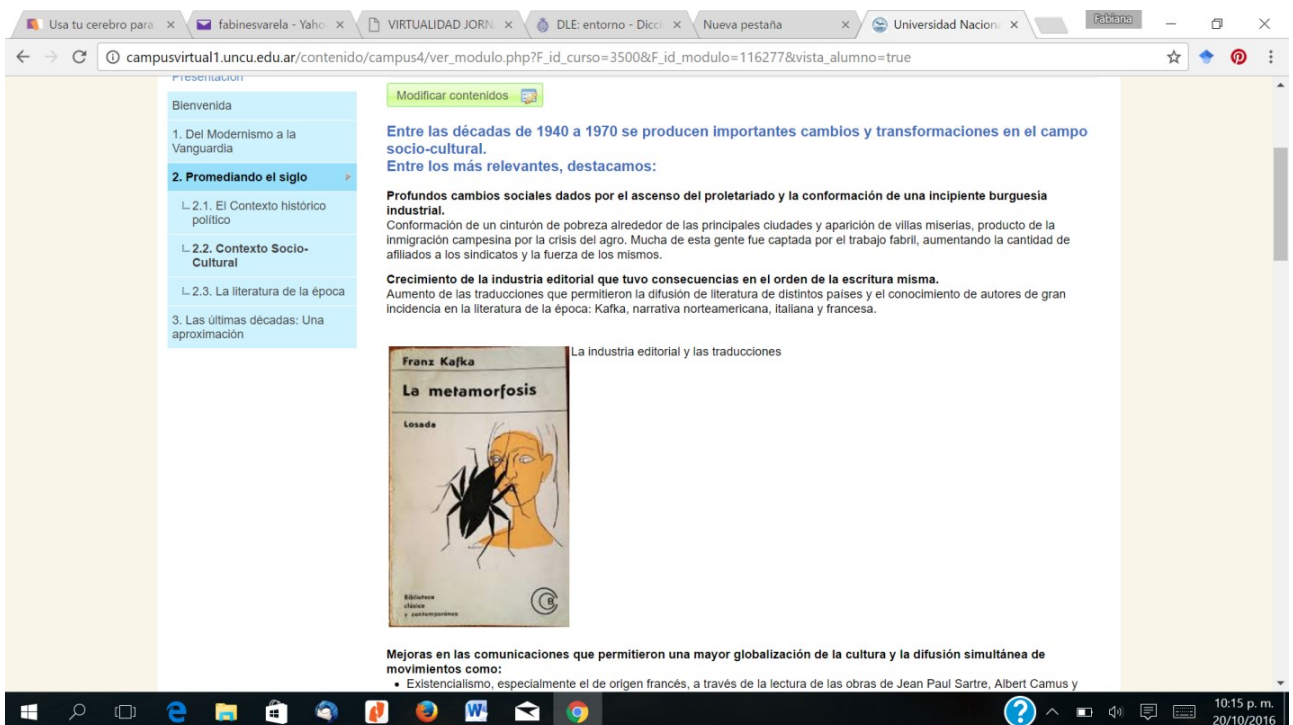 Usa tu cerebro para
fabinesvarela - Yaho
VIRTUALIDAD JORN
DLE: entorno - Dicci
Nueva pestaña
Universidad Nacion
Fabiana
campusvirtual1.uncu.edu.ar/contenido/campus4/ver_modulo.php?F_id_curso=3500&F_id_modulo=116277&vista_alumno=true
Presentación
Bienvenida
1. Del Modernismo a la
Vanguardia
2. Promediando el siglo
2.1. El Contexto histórico
político
2.2. Contexto Socio-
Cultural
2.3. La literatura de la época
3. Las últimas décadas: Una
aproximación
Modificar contenidos
Entre las décadas de 1940 a 1970 se producen importantes cambios y transformaciones en el campo
socio-cultural.
Entre los más relevantes, destacamos:
Profundos cambios sociales dados por el ascenso del proletariado y la conformación de una incipiente burguesia
industrial.
Conformación de un cinturón de pobreza alrededor de las principales ciudades y aparición de villas miserias, producto de la
inmigración campesina por la crisis del agro. Mucha de esta gente fue captada por el trabajo fabril, aumentando la cantidad de
afiliados a los sindicatos y la fuerza de los mismos.
Crecimiento de la industria editorial que tuvo consecuencias en el orden de la escritura misma.
Aumento de las traducciones que permitieron la difusión de literatura de distintos países y el conocimiento de autores de gran
incidencia en la literatura de la época: Kafka, narrativa norteamericana, italiana y francesa.
La industria editorial y las traducciones
Franz Kafka
La metamorfosis
Losada
Biblioteca
clásica
y contemporánea
Mejoras en las comunicaciones que permitieron una mayor globalización de la cultura y la difusión simultánea de
movimientos como:
• Existencialismo, especialmente el de origen francés, a través de la lectura de las obras de Jean Paul Sartre, Albert Camus y
10:15 p. m.
20/10/2016